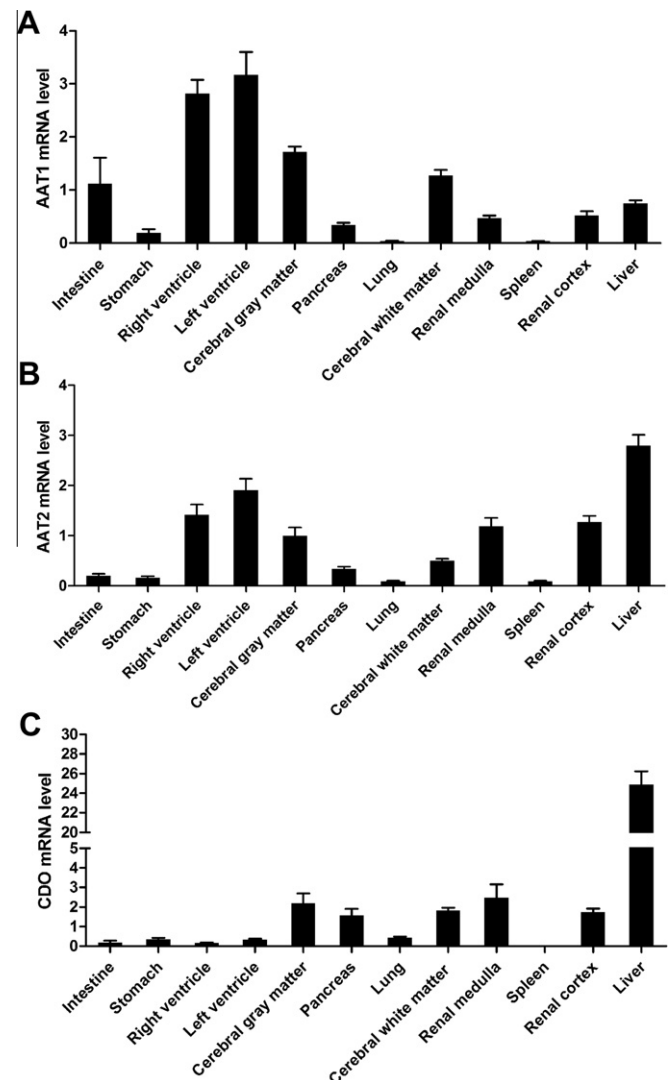 A
AAT1 mRNA level
4
3
2
1
0
Intestine
Stomach
Right ventricle
Left ventricle
Cerebral gray matter
Pancreas
Lung
Cerebral white matter
Renal medulla
Spleen
Renal cortex
Liver
B
AAT2 mRNA level
4
3
2
1
0
Intestine
Stomach
Right ventricle
Left ventricle
Cerebral gray matter
Pancreas
Lung
Cerebral white matter
Renal medulla
Spleen
Renal cortex
Liver
C
CDO mRNA level
30
28
26
24
22
20
5
4
3
2
1
0
Intestine
Stomach
Right ventricle
Left ventricle
Cerebral gray matter
Pancreas
Lung
Cerebral white matter
Renal medulla
Spleen
Renal cortex
Liver